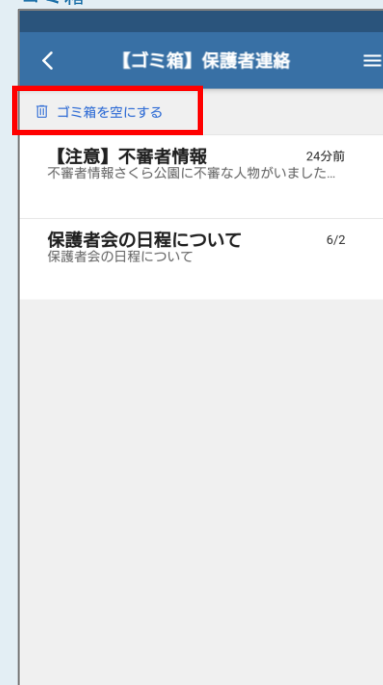 ゴミ箱
【ゴミ箱】保護者連絡
ゴミ箱を空にする
【注意】不審者情報 24分前
不審者情報さくら公園に不審な人物がいました...
保護者会の日程について 6/2
保護者会の日程について